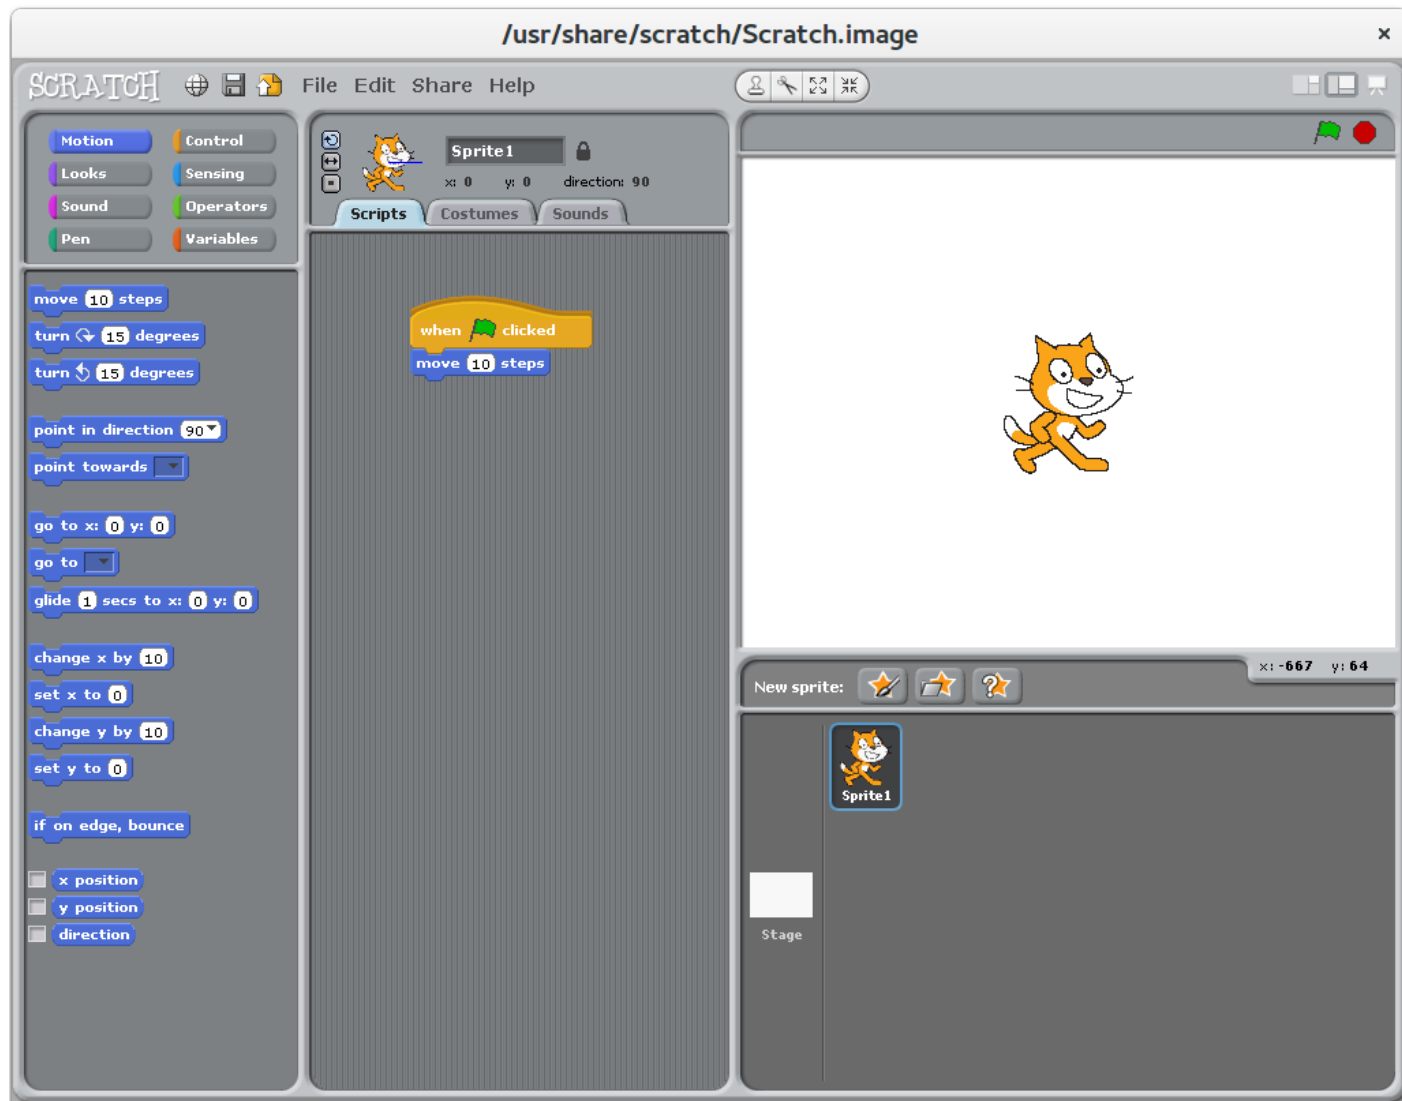 /usr/share/scratch/Scratch.image
SCRATCH File Edit Share Help
Motion Control
Looks Sensing
Sound Operators
Pen Variables
move 10 steps
turn 15 degrees
turn 15 degrees
point in direction 90
point towards
go to x: 0 y: 0
go to
glide 1 secs to x: 0 y: 0
change x by 10
set x to 0
change y by 10
set y to 0
if on edge, bounce
x position
y position
direction
Sprite1
x: 0 y: 0 direction: 90
Scripts Costumes Sounds
when clicked
move 10 steps
x: -667 y: 64
New sprite:
Sprite1
Stage